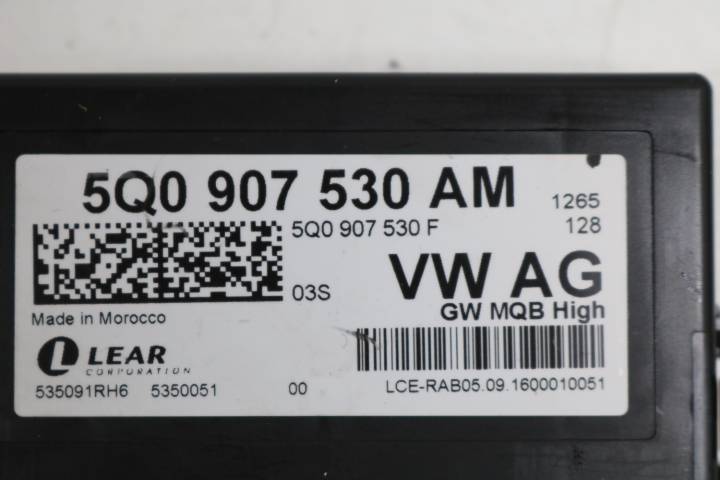 5Q0 907 530 AM 1265
5Q0 907 530 F 128
03S VW AG
GW MQB High
Made in Morocco
LEAR
CORPORATION
535091RH6 5350051 00 LCE-RAB05.09.1600010051